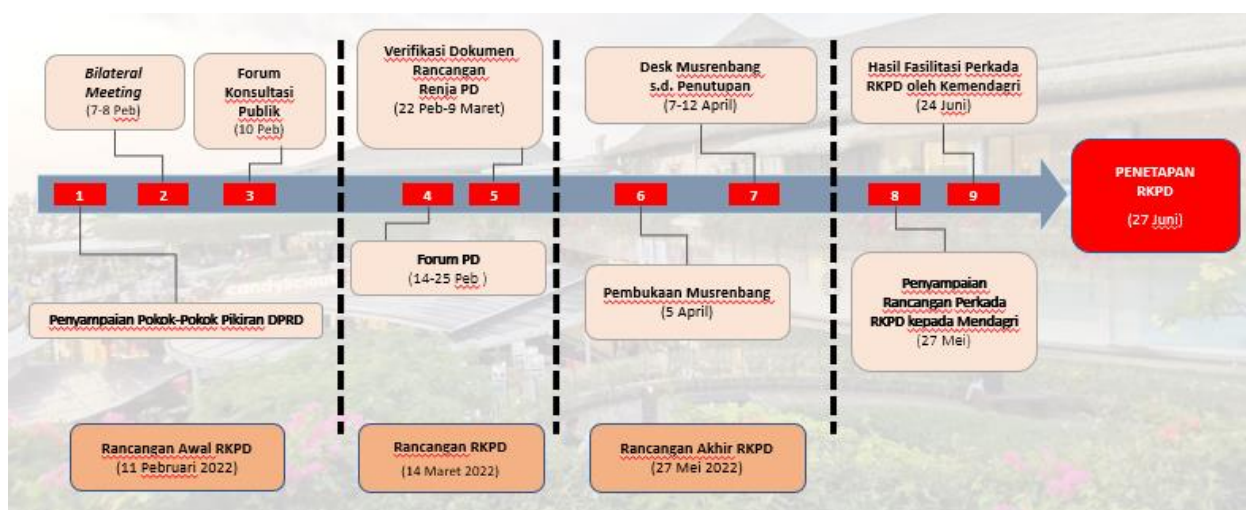 Bilateral
Meeting
(7-8 Peb)
Forum
Konsultasi
Publik
(10 Peb)
Verifikasi Dokumen
Rancangan
Renja PD
(22 Peb-9 Maret)
Desk Musrenbang
s.d. Penutupan
(7-12 April)
Hasil Fasilitasi Perkada
RKPD oleh Kemendagri
(24 Juni)
1
2
3
4
5
6
7
8
9
PENETAPAN
RKPD
(27 Juni)
Penyampaian Pokok-Pokok Pikiran DPRD
Forum PD
(14-25 Peb )
Pembukaan Musrenbang
(5 April)
Penyampaian
Rancangan Perkada
RKPD kepada Mendagri
(27 Mei)
Rancangan Awal RKPD
(11 Pebruari 2022)
Rancangan RKPD
(14 Maret 2022)
Rancangan Akhir RKPD
(27 Mei 2022)